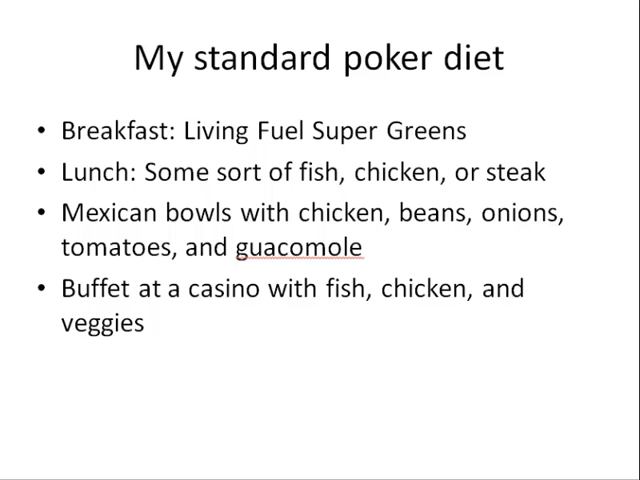 My standard poker diet
• Breakfast: Living Fuel Super Greens
• Lunch: Some sort of fish, chicken, or steak
• Mexican bowls with chicken, beans, onions,
tomatoes, and guacomole
• Buffet at a casino with fish, chicken, and
veggies